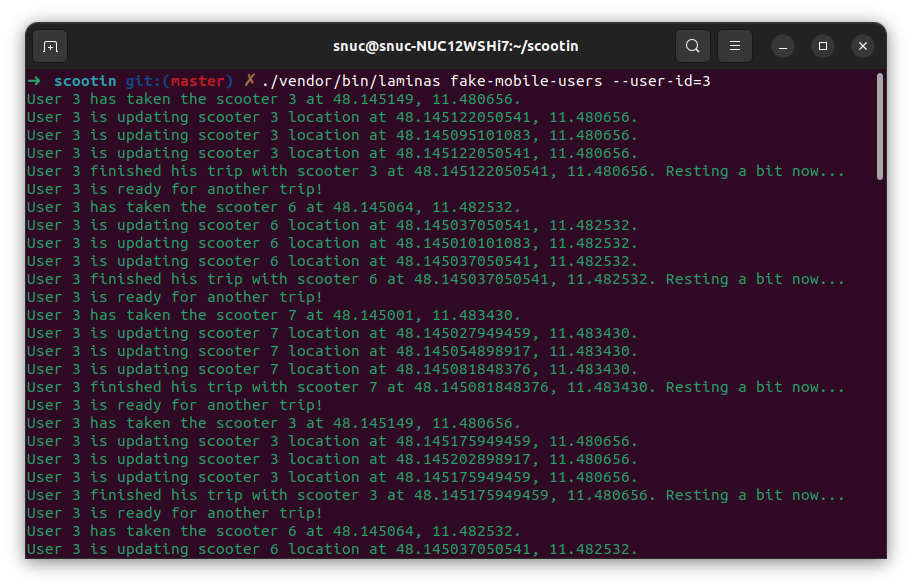 snuc@snuc-NUC12WSHi7:~/scootin
➜ scootin git:(master) ✗ ./vendor/bin/laminas fake-mobile-users --user-id=3
User 3 has taken the scooter 3 at 48.145149, 11.480656.
User 3 is updating scooter 3 location at 48.145122050541, 11.480656.
User 3 is updating scooter 3 location at 48.145095101083, 11.480656.
User 3 is updating scooter 3 location at 48.145122050541, 11.480656.
User 3 finished his trip with scooter 3 at 48.145122050541, 11.480656. Resting a bit now...
User 3 is ready for another trip!
User 3 has taken the scooter 6 at 48.145064, 11.482532.
User 3 is updating scooter 6 location at 48.145037050541, 11.482532.
User 3 is updating scooter 6 location at 48.145010101083, 11.482532.
User 3 is updating scooter 6 location at 48.145037050541, 11.482532.
User 3 finished his trip with scooter 6 at 48.145037050541, 11.482532. Resting a bit now...
User 3 is ready for another trip!
User 3 has taken the scooter 7 at 48.145001, 11.483430.
User 3 is updating scooter 7 location at 48.145027949459, 11.483430.
User 3 is updating scooter 7 location at 48.145054898917, 11.483430.
User 3 is updating scooter 7 location at 48.145081848376, 11.483430.
User 3 finished his trip with scooter 7 at 48.145081848376, 11.483430. Resting a bit now...
User 3 is ready for another trip!
User 3 has taken the scooter 3 at 48.145149, 11.480656.
User 3 is updating scooter 3 location at 48.145175949459, 11.480656.
User 3 is updating scooter 3 location at 48.145202898917, 11.480656.
User 3 is updating scooter 3 location at 48.145175949459, 11.480656.
User 3 finished his trip with scooter 3 at 48.145175949459, 11.480656. Resting a bit now...
User 3 is ready for another trip!
User 3 has taken the scooter 6 at 48.145064, 11.482532.
User 3 is updating scooter 6 location at 48.145037050541, 11.482532.